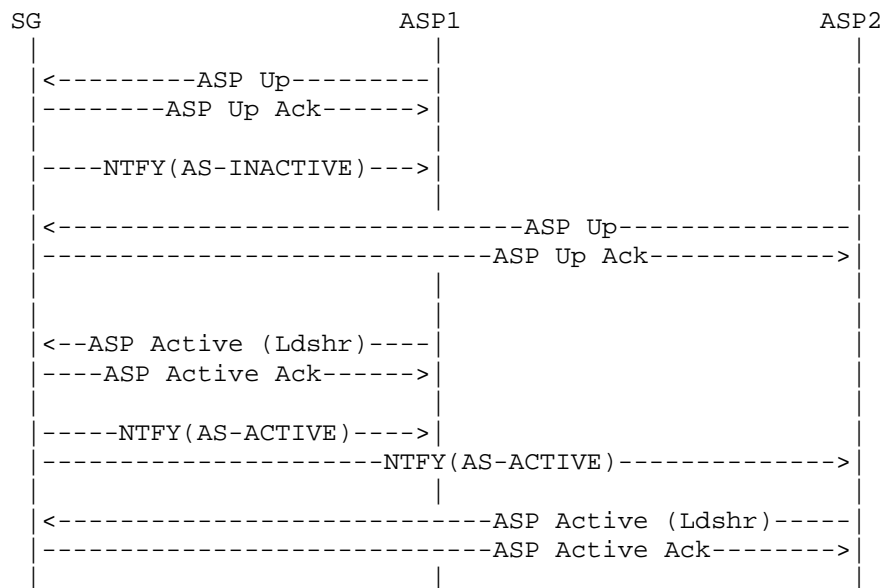 SG ASP1 ASP2
<---------ASP Up---------
--------ASP Up Ack------>
----NTFY(AS-INACTIVE)--->
<------------------------------ASP Up---------------
-----------------------------ASP Up Ack------------>
<--ASP Active (Ldshr)----
----ASP Active Ack------>
-----NTFY(AS-ACTIVE)---->
----------------------NTFY(AS-ACTIVE)-------------->
<----------------------------ASP Active (Ldshr)-----
-----------------------------ASP Active Ack-------->